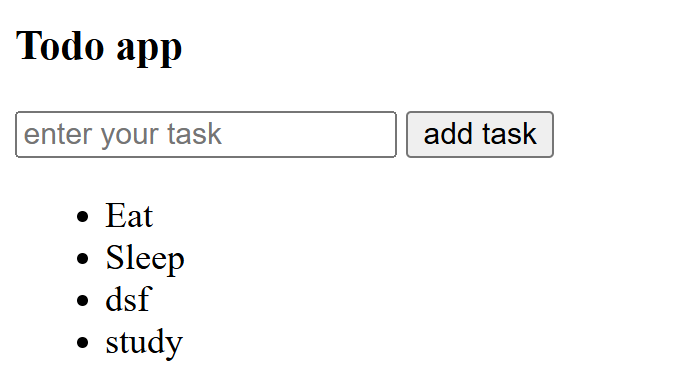 Todo app
enter your task add task
Eat
Sleep
dsf
study